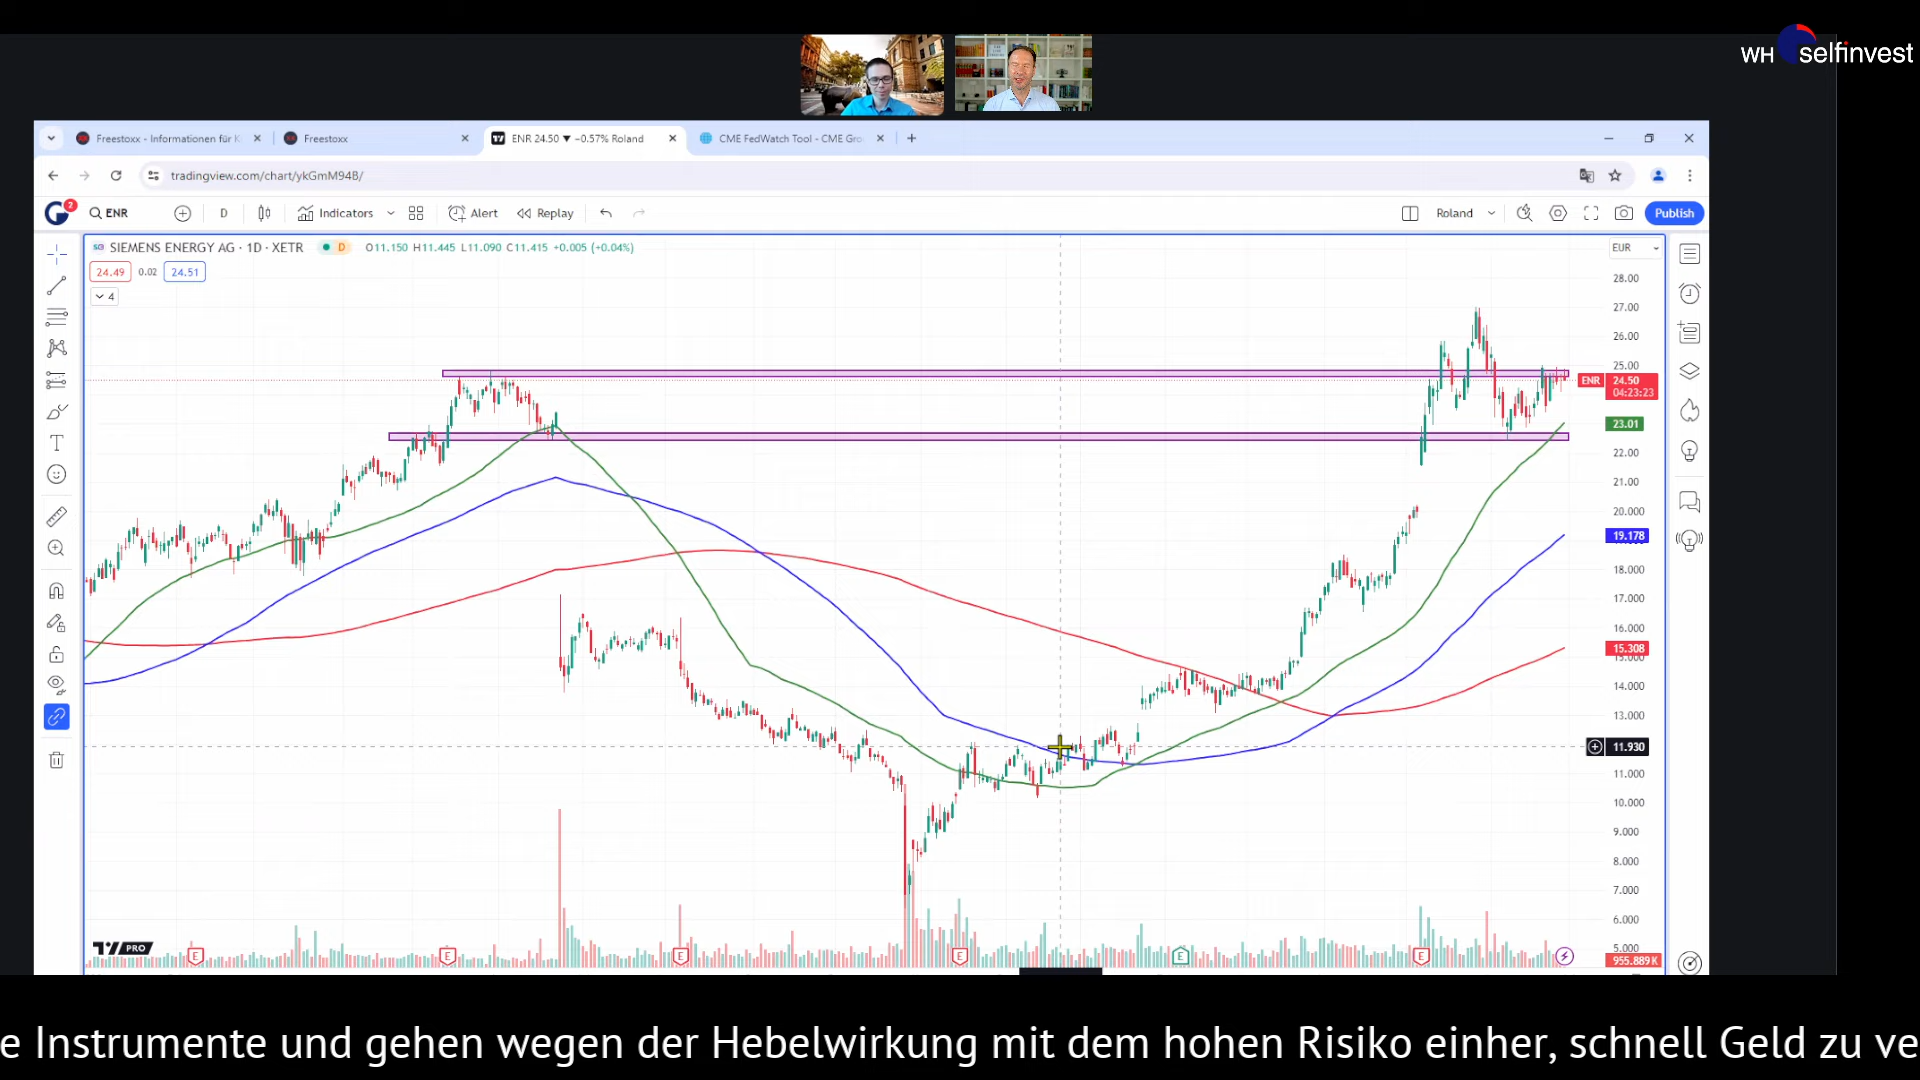 WH selfinvest
Freestoxx - Informationen für K
Freestoxx
ENR 24.50 ▼ −0.57% Roland
CME FedWatch Tool - CME Gro
tradingview.com/chart/ykGmM94B/
2
ENR
D
Indicators
Alert
Replay
Roland
Publish
SIEMENS ENERGY AG · 1D · XETR
D
O11.150 H11.445 L11.090 C11.415 +0.005 (+0.04%)
EUR
24.49
0.02
24.51
4
28.00
27.00
26.00
25.00
ENR
24.50
04:23:23
23.01
22.00
21.00
20.000
19.178
18.000
17.000
16.000
15.308
15.000
14.000
13.000
11.930
11.000
10.000
9.000
8.000
7.000
6.000
5.000
955.889K
PRO
E
E
E
E
E
E
e Instrumente und gehen wegen der Hebelwirkung mit dem hohen Risiko einher, schnell Geld zu ve